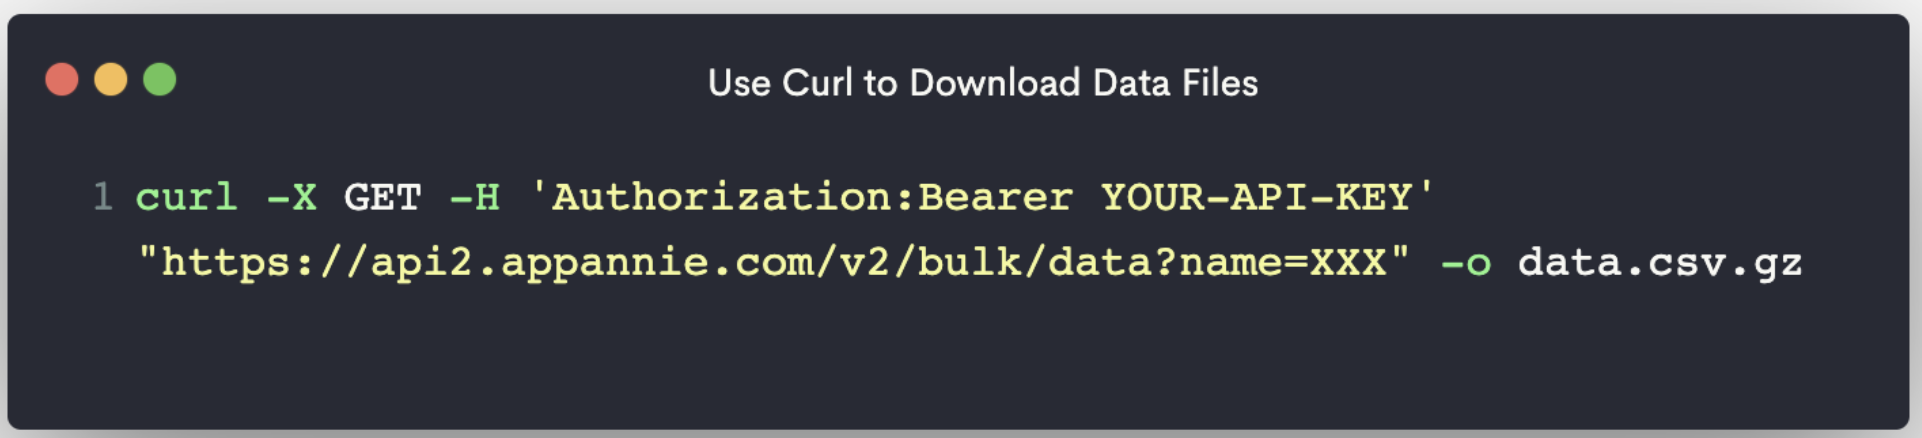 Use Curl to Download Data Files
1 curl -X GET -H 'Authorization:Bearer YOUR-API-KEY'
"https://api2.appannie.com/v2/bulk/data?name=XXX" -o data.csv.gz